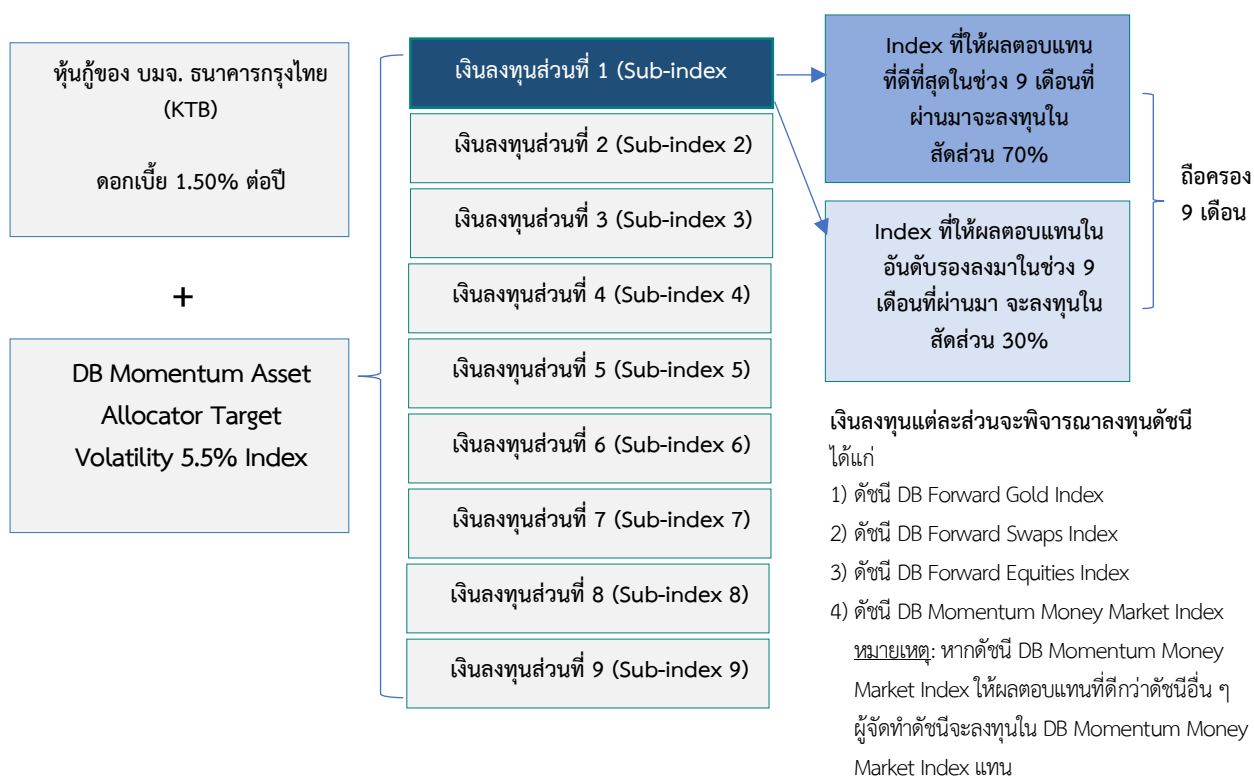 หุ้นกู้ของ บมจ. ธนาคารกรุงไทย
(KTB)
ดอกเบี้ย 1.50% ต่อปี
+
DB Momentum Asset
Allocator Target
Volatility 5.5% Index
เงินลงทุนส่วนที่ 1 (Sub-index
เงินลงทุนส่วนที่ 2 (Sub-index 2)
เงินลงทุนส่วนที่ 3 (Sub-index 3)
เงินลงทุนส่วนที่ 4 (Sub-index 4)
เงินลงทุนส่วนที่ 5 (Sub-index 5)
เงินลงทุนส่วนที่ 6 (Sub-index 6)
เงินลงทุนส่วนที่ 7 (Sub-index 7)
เงินลงทุนส่วนที่ 8 (Sub-index 8)
เงินลงทุนส่วนที่ 9 (Sub-index 9)
Index ที่ให้ผลตอบแทน
ที่ดีที่สุดในช่วง 9 เดือนที่
ผ่านมาจะลงทุนใน
สัดส่วน 70%
Index ที่ให้ผลตอบแทนใน
อันดับรองลงมาในช่วง 9
เดือนที่ผ่านมา จะลงทุนใน
สัดส่วน 30%
ถือครอง
9 เดือน
เงินลงทุนแต่ละส่วนจะพิจารณาลงทุนดัชนี
ได้แก่
1) ดัชนี DB Forward Gold Index
2) ดัชนี DB Forward Swaps Index
3) ดัชนี DB Forward Equities Index
4) ดัชนี DB Momentum Money Market Index
หมายเหตุ: หากดัชนี DB Momentum Money
Market Index ให้ผลตอบแทนที่ดีกว่าดัชนีอื่น ๆ
ผู้จัดทำดัชนีจะลงทุนใน DB Momentum Money
Market Index แทน